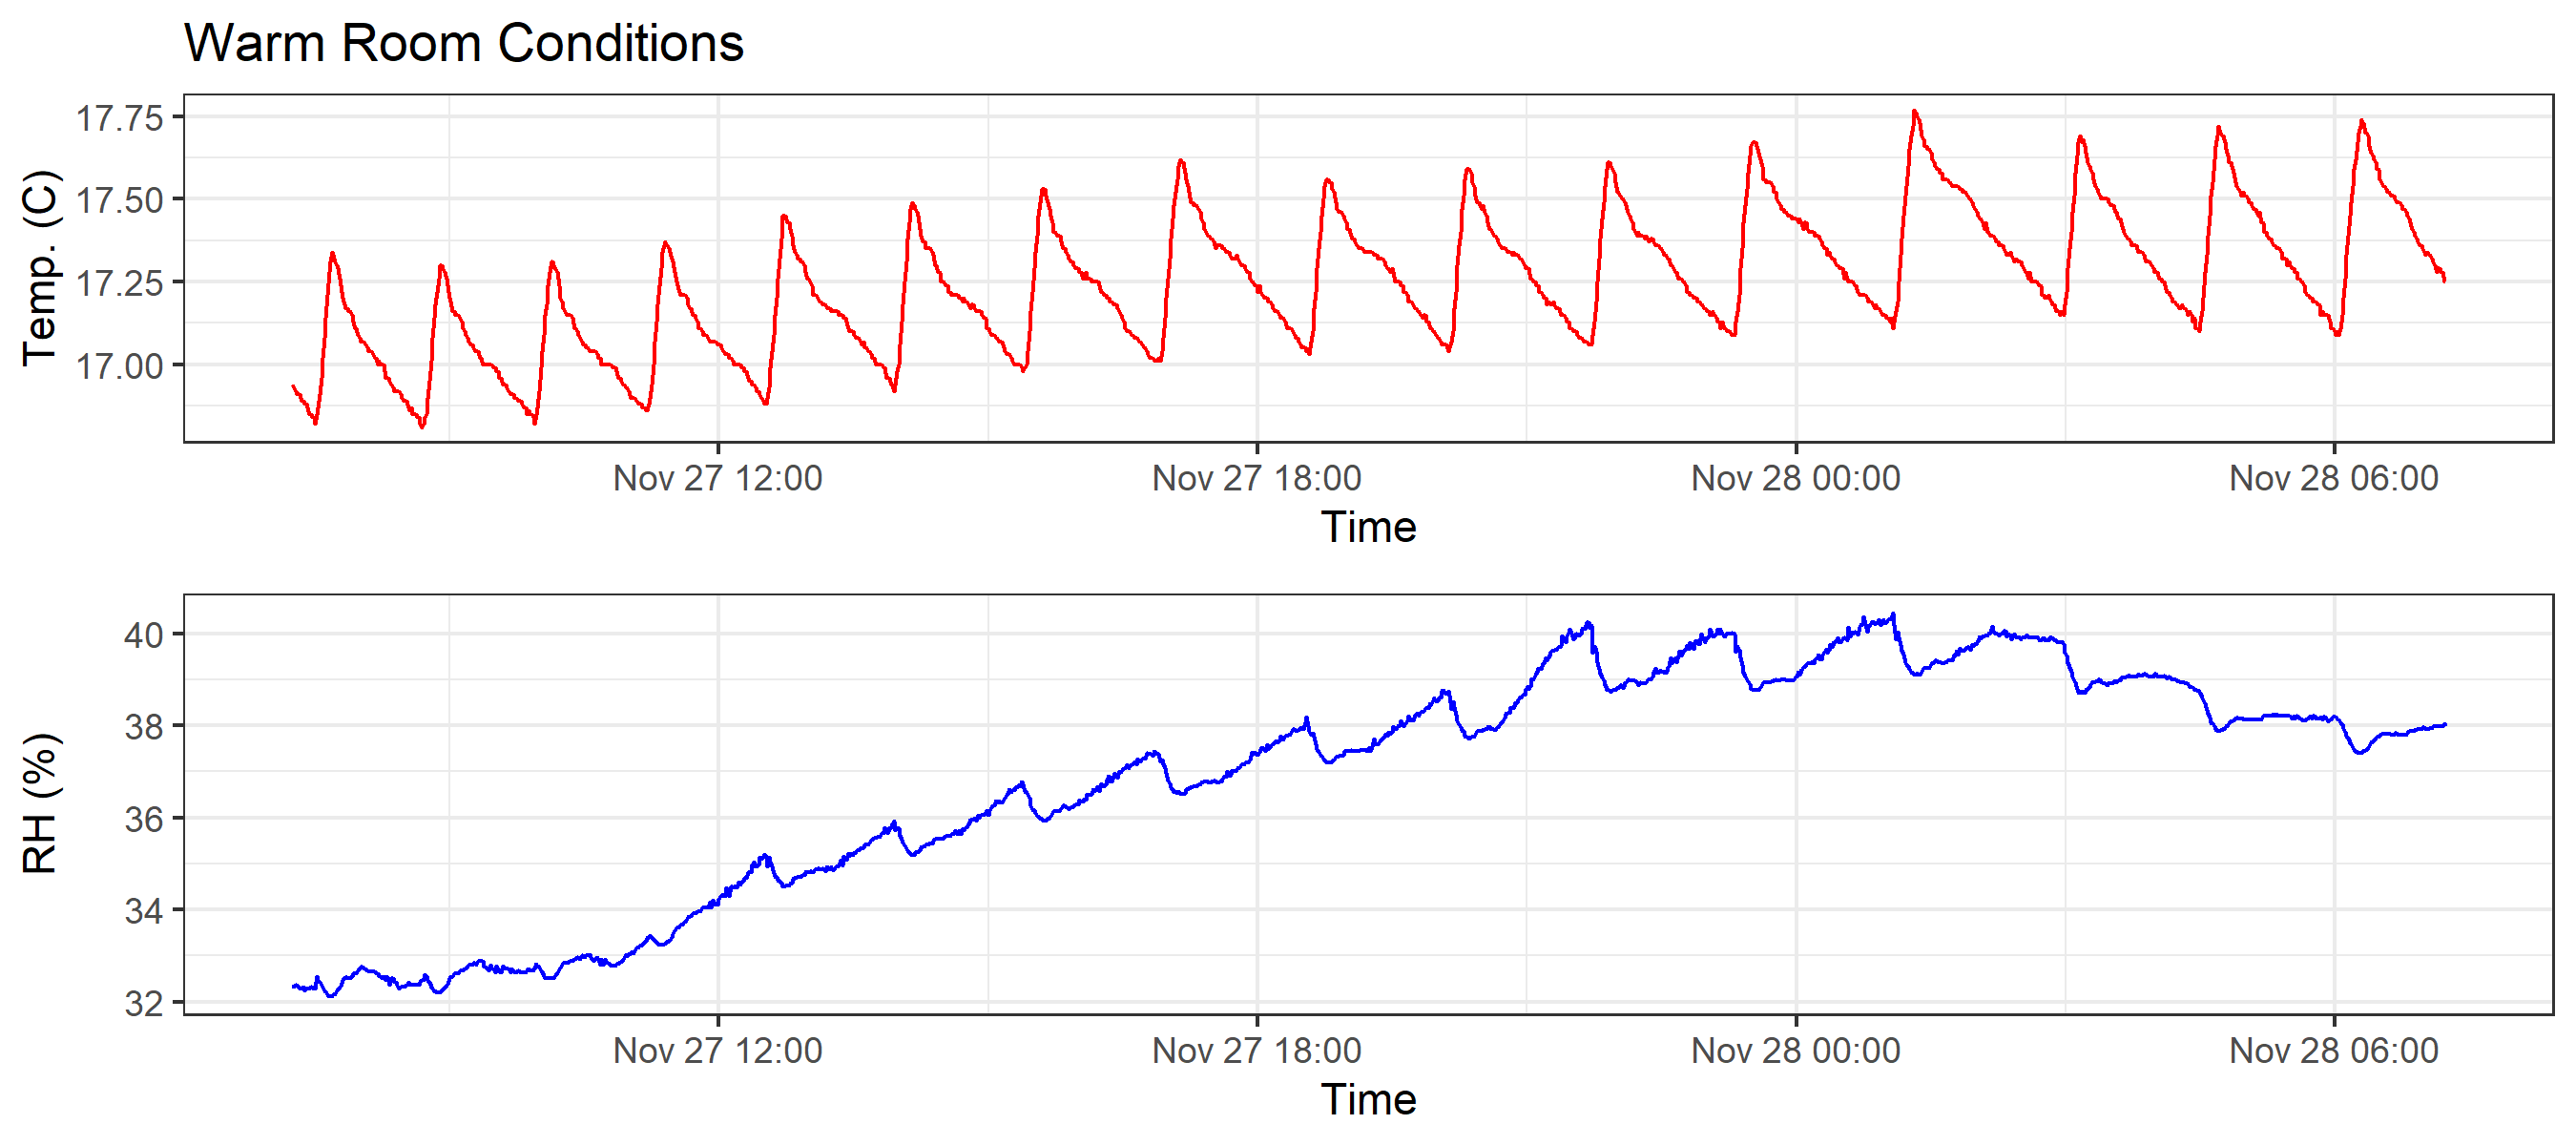 Warm Room Conditions
17.75
17.50
17.25
17.00
Temp. (C)
Nov 27 12:00 Nov 27 18:00 Nov 28 00:00 Nov 28 06:00
Time
40
38
36
34
32
RH (%)
Nov 27 12:00 Nov 27 18:00 Nov 28 00:00 Nov 28 06:00
Time